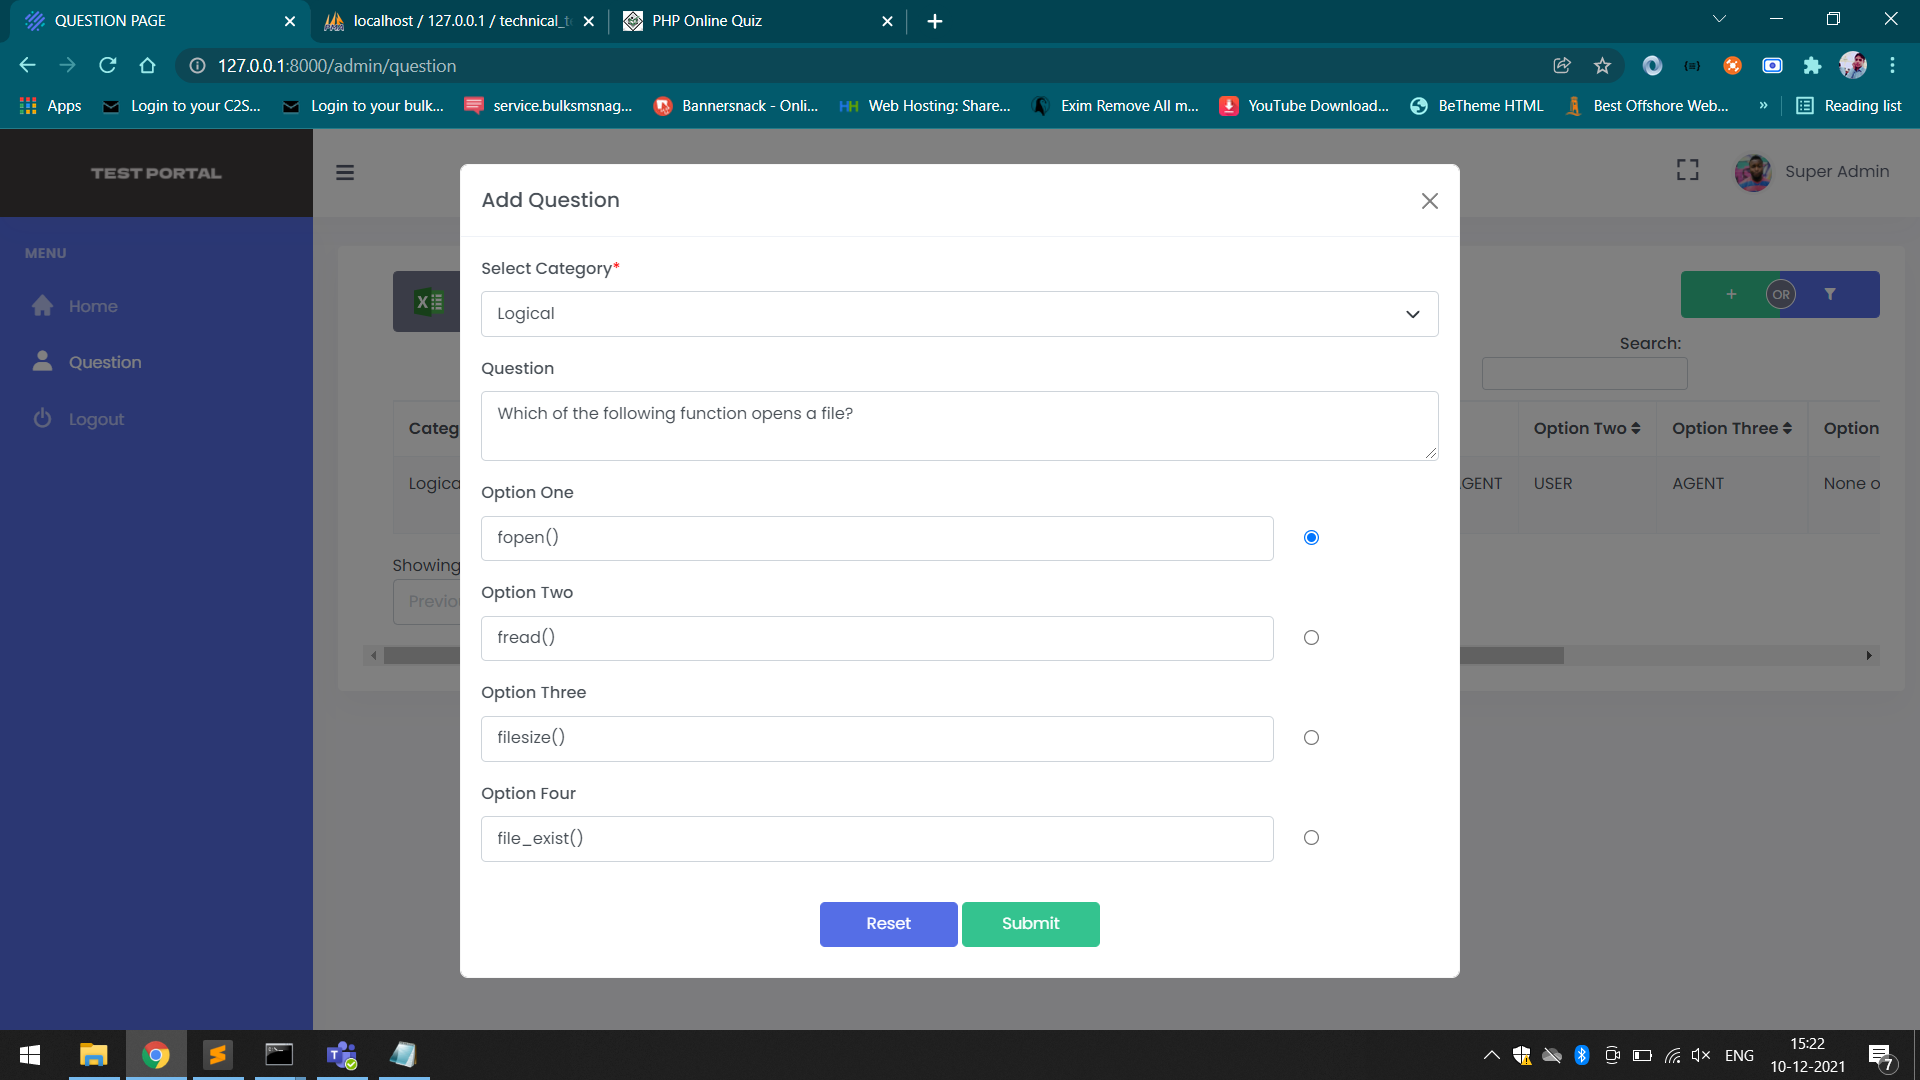 QUESTION PAGE
localhost / 127.0.0.1 / technical_t
PHP Online Quiz
127.0.0.1:8000/admin/question
Apps
Login to your C2S...
Login to your bulk...
service.bulksmsnag...
Bannersnack - Onli...
HH
Web Hosting: Share...
Exim Remove All m...
YouTube Download...
BeTheme HTML
Best Offshore Web...
»
Reading list
TEST PORTAL
Super Admin
MENU
Home
Question
Logout
Add Question
Select Category*
Logical
Question
Which of the following function opens a file?
Option One
fopen()
Option Two
fread()
Option Three
filesize()
Option Four
file_exist()
Reset
Submit
+
OR
Search:
Categ
Option Two
Option Three
Option
Logica
GENT
USER
AGENT
None o
Showing
Previo
ENG
15:22
10-12-2021
7